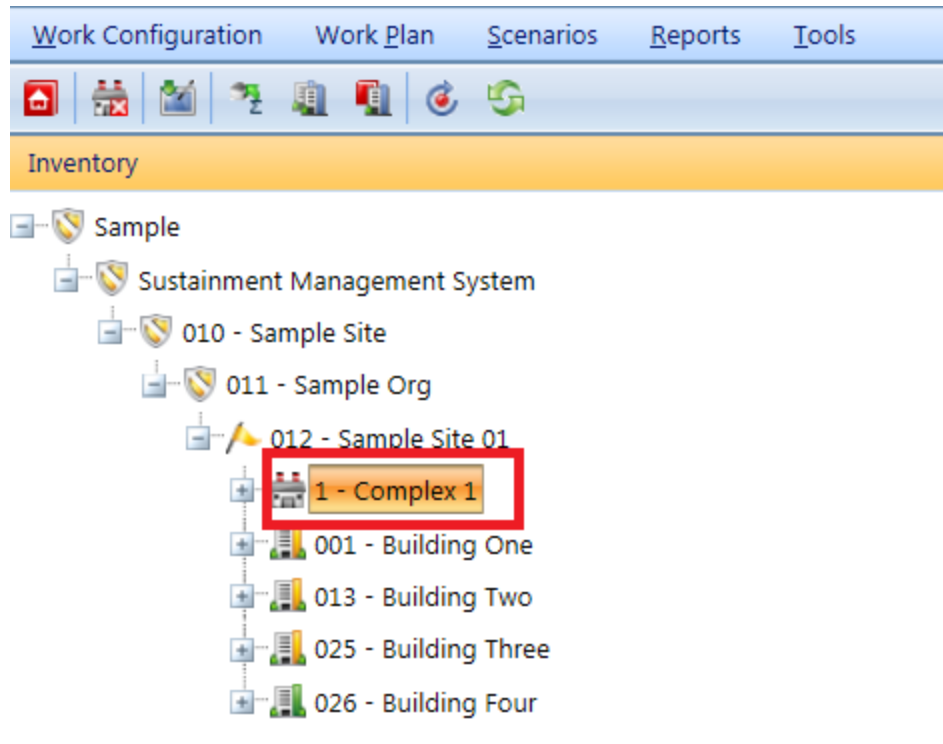 Work Configuration Work Plan Scenarios Reports Tools
Inventory
Sample
Sustainment Management System
010 - Sample Site
011 - Sample Org
012 - Sample Site 01
1 - Complex 1
001 - Building One
013 - Building Two
025 - Building Three
026 - Building Four